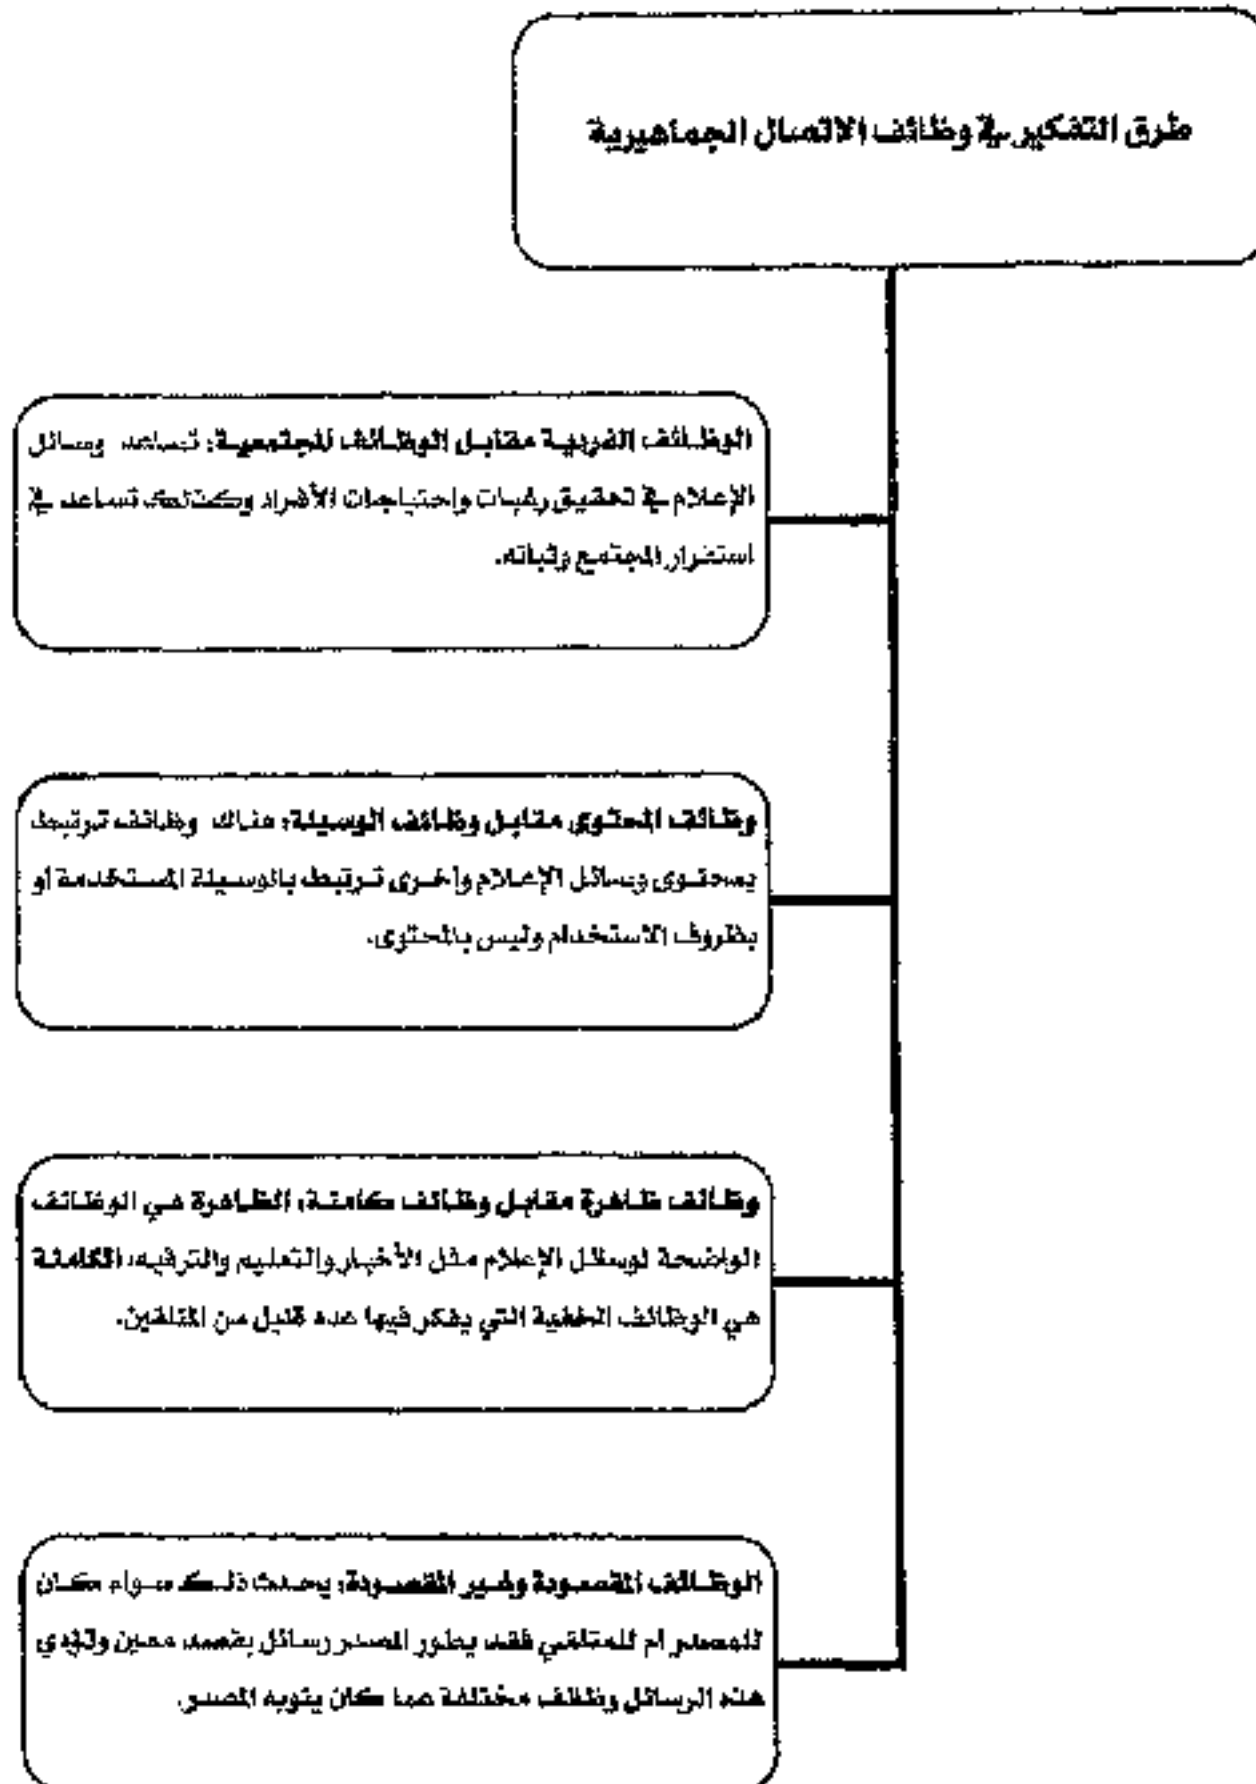 طرق التفكير في وظائف الاتصال الجماهيرية
الوظائف الفردية مقابل الوظائف المجتمعية: تساعد وسائل
الإعلام في تحقيق رغبات واحتياجات الأفراد وكذلك تساعد في
استقرار المجتمع وثباته.
وظائف المحتوى مقابل وظائف الوسيلة: هناك وظائف ترتبط
بمحتوى وسائل الإعلام وأخرى ترتبط بالوسيلة المستخدمة أو
بظروف الاستخدام وليس بالمحتوى.
وظائف ظاهرة مقابل وظائف كامنة: الظاهرة هي الوظائف
الواضحة لوسائل الإعلام مثل الأخبار والتعليم والترفيه، الكامنة
هي الوظائف الخفية التي يفكر فيها عدد قليل من المتلقين.
الوظائف المقصودة وغير المقصودة: يحدث ذلك سواء كان
للمصدر أم للمتلقي فقد يطور المصدر رسائل بقصد معين وتؤدي
هذه الرسائل وظائف مختلفة عما كان ينويه المصدر.